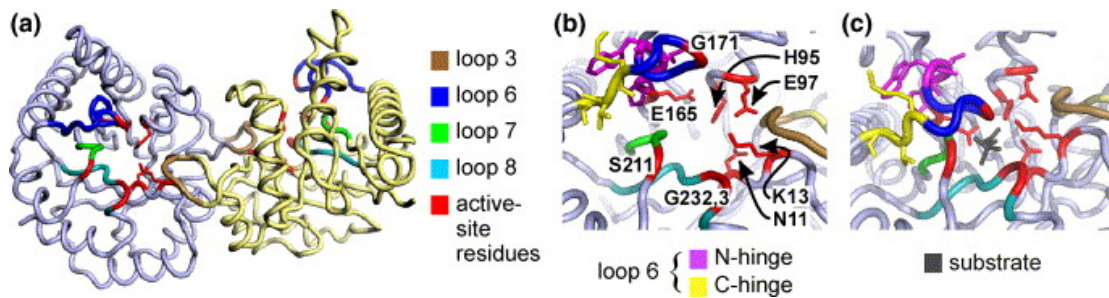 (a)
loop 3
loop 6
loop 7
loop 8
active-
site
residues
(b)
G171
H95
E97
E165
S211
G232,3
K13
N11
loop 6 { N-hinge
C-hinge
(c)
substrate